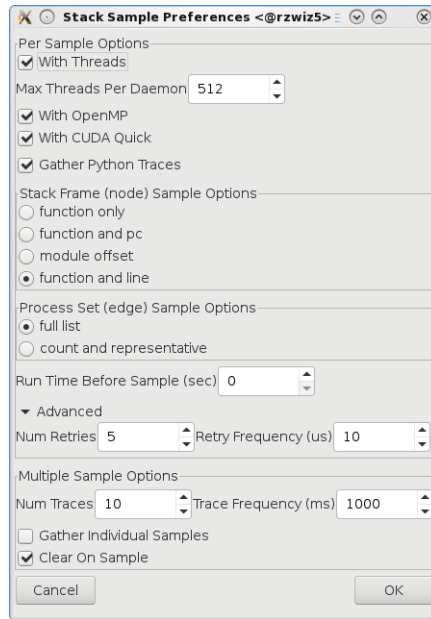 Stack Sample Preferences <@rzwiz5>
Per Sample Options
With Threads
Max Threads Per Daemon 512
With OpenMP
With CUDA Quick
Gather Python Traces
Stack Frame (node) Sample Options
function only
function and pc
module offset
function and line
Process Set (edge) Sample Options
full list
count and representative
Run Time Before Sample (sec) 0
Advanced
Num Retries 5 Retry Frequency (us) 10
Multiple Sample Options
Num Traces 10 Trace Frequency (ms) 1000
Gather Individual Samples
Clear On Sample
Cancel OK